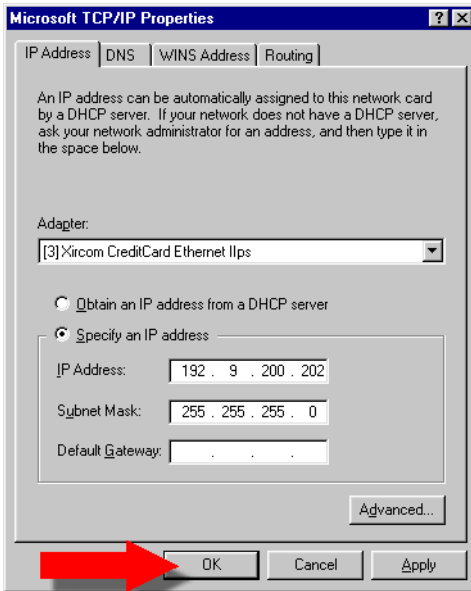 Microsoft TCP/IP Properties
IP Address DNS WINS Address Routing
An IP address can be automatically assigned to this network card
by a DHCP server. If your network does not have a DHCP server,
ask your network administrator for an address, and then type it in
the space below.
Adapter:
[3] Xircom CreditCard Ethernet IIps
Obtain an IP address from a DHCP server
Specify an IP address
IP Address: 192 . 9 . 200 . 202
Subnet Mask: 255 . 255 . 255 . 0
Default Gateway: . . .
Advanced...
OK Cancel Apply